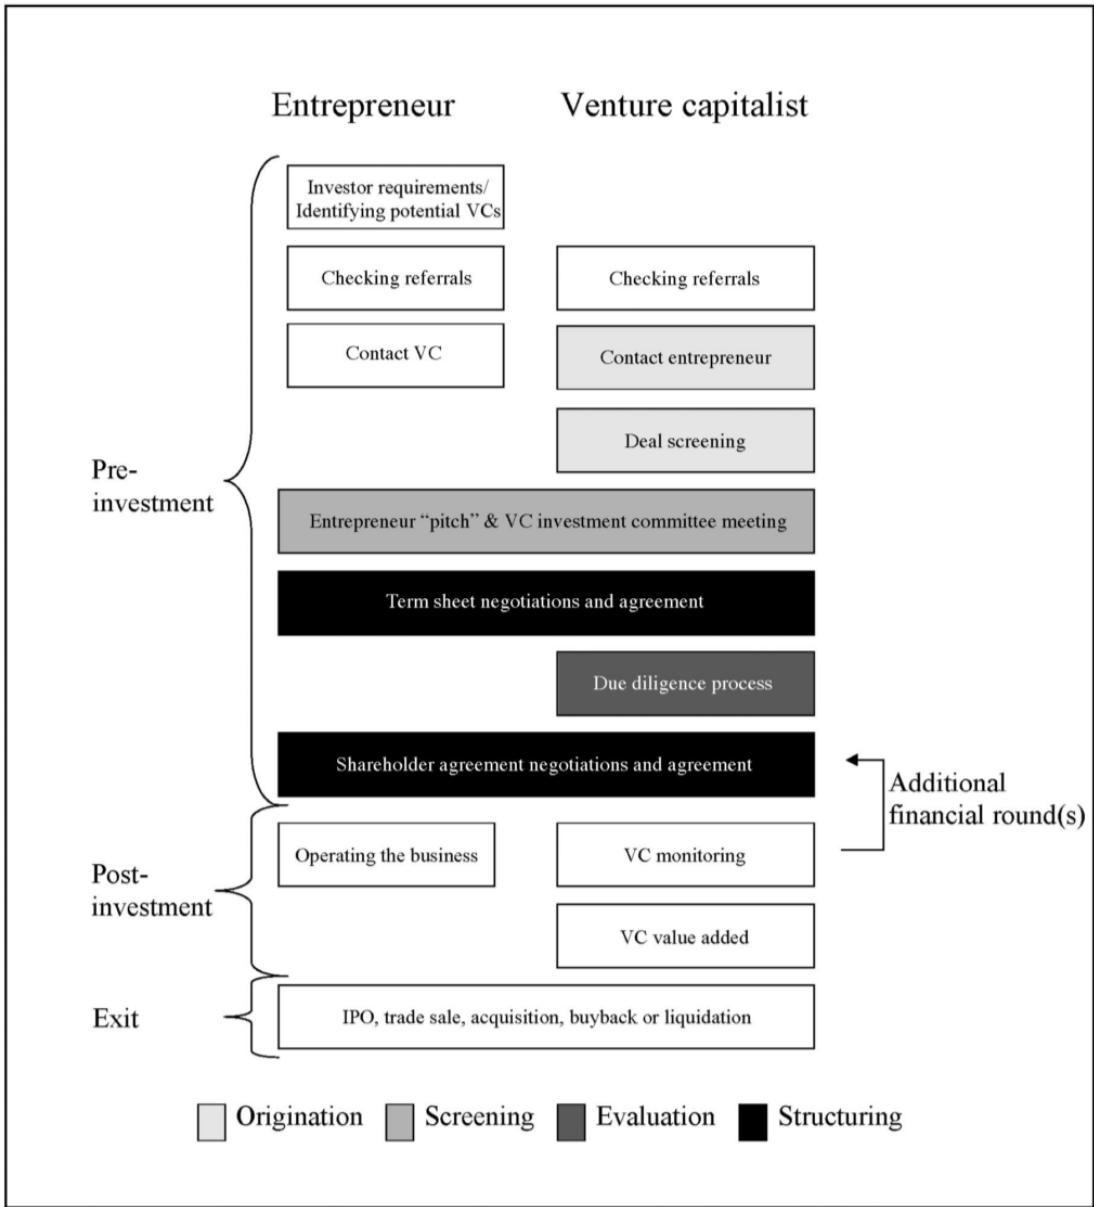 Entrepreneur
Venture capitalist
Investor requirements/
Identifying potential VCs
Checking referrals
Checking referrals
Contact VC
Contact entrepreneur
Deal screening
Pre-
investment
Entrepreneur “pitch” & VC investment committee meeting
Term sheet negotiations and agreement
Due diligence process
Shareholder agreement negotiations and agreement
Additional
financial round(s)
Operating the business
VC monitoring
Post-
investment
VC value added
Exit
IPO, trade sale, acquisition, buyback or liquidation
Origination
Screening
Evaluation
Structuring